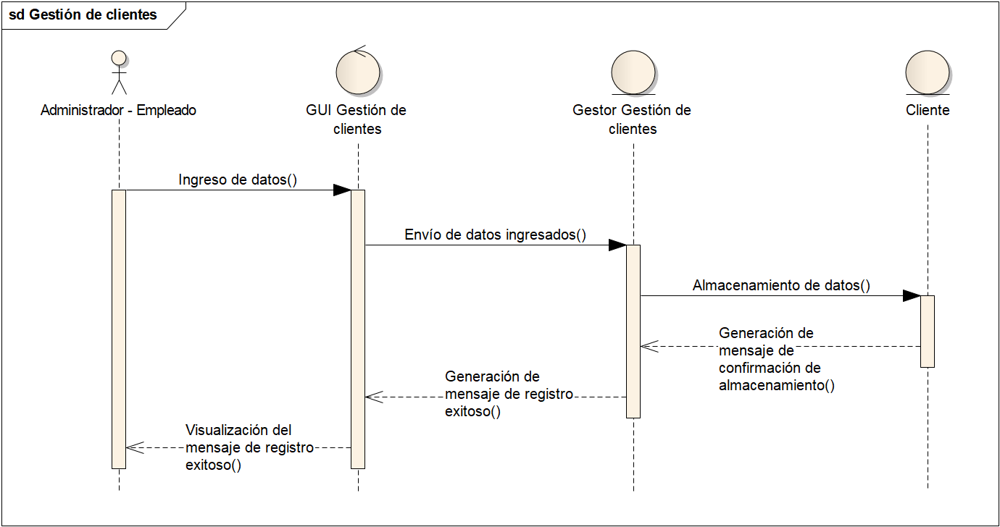 sd Gestión de clientes
Administrador - Empleado
GUI Gestión de
clientes
Gestor Gestión de
clientes
Cliente
Ingreso de datos()
Envío de datos ingresados()
Almacenamiento de datos()
Generación de
mensaje de
confirmación de
almacenamiento()
Generación de
mensaje de registro
exitoso()
Visualización del
mensaje de registro
exitoso()